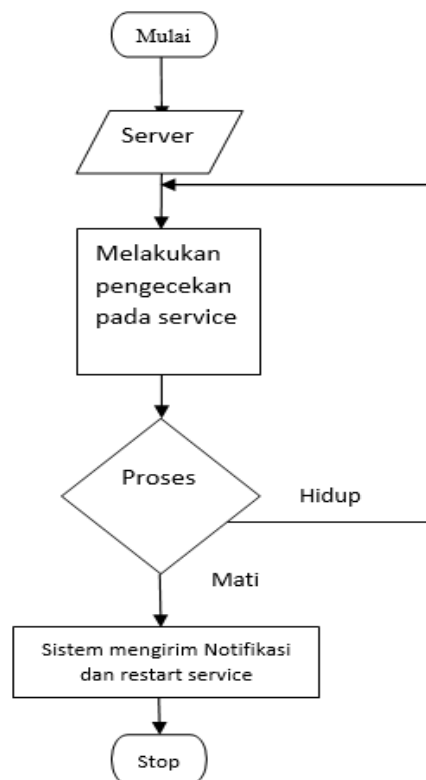 Mulai
Server
Melakukan
pengecekan
pada service
Proses
Hidup
Mati
Sistem mengirim Notifikasi
dan restart service
Stop